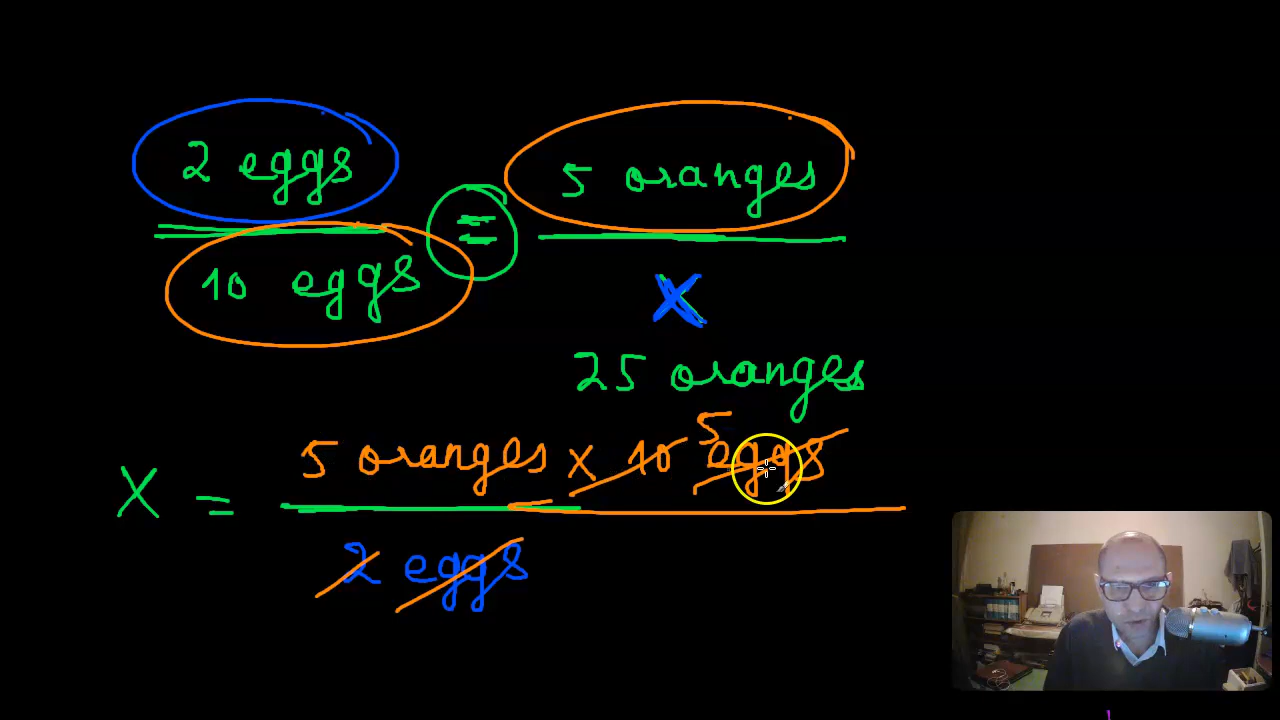 2 eggs
10 eggs
=
5 oranges
X
25 oranges
X = 5 oranges x 10 eggs
5
2 eggs